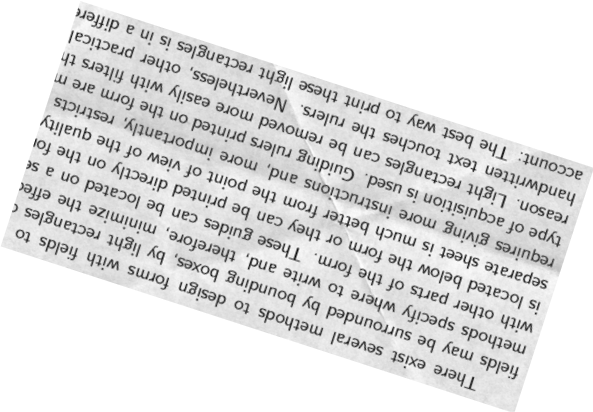 There exist several methods to design forms with fields to
fields may be surrounded by bounding boxes, by light rectangles
methods specify where to write and, therefore, minimize the effec
with other parts of the form. These guides can be located on a se
is located below the form or they can be printed directly on the fo
separate sheet is much better from the point of view of the quality
requires giving more instructions and, more importantly, restricts
type of acquisition is used. Guiding rulers printed on the form are m
reason. Light rectangles can be removed more easily with filters th
handwritten text touches the rulers. Nevertheless, other practical
account: The best way to print these light rectangles is in a differe